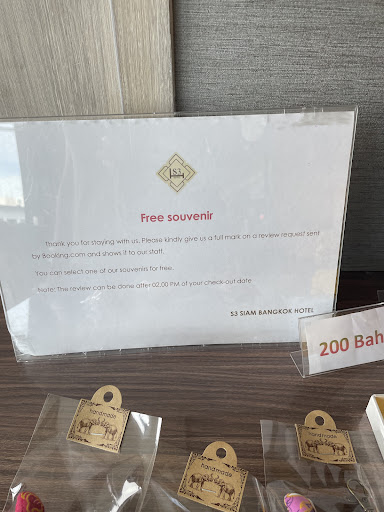 S3
Free souvenir
Thank you for staying with us. Please kindly give us a full mark on a review request sent
by Booking.com and shows it to our staff.
You can select one of our souvenirs for free.
Note: The review can be done after 02.00 PM of your check-out date
S3 SIAM BANGKOK HOTEL
200 Bah
handmade
handmade
handmade